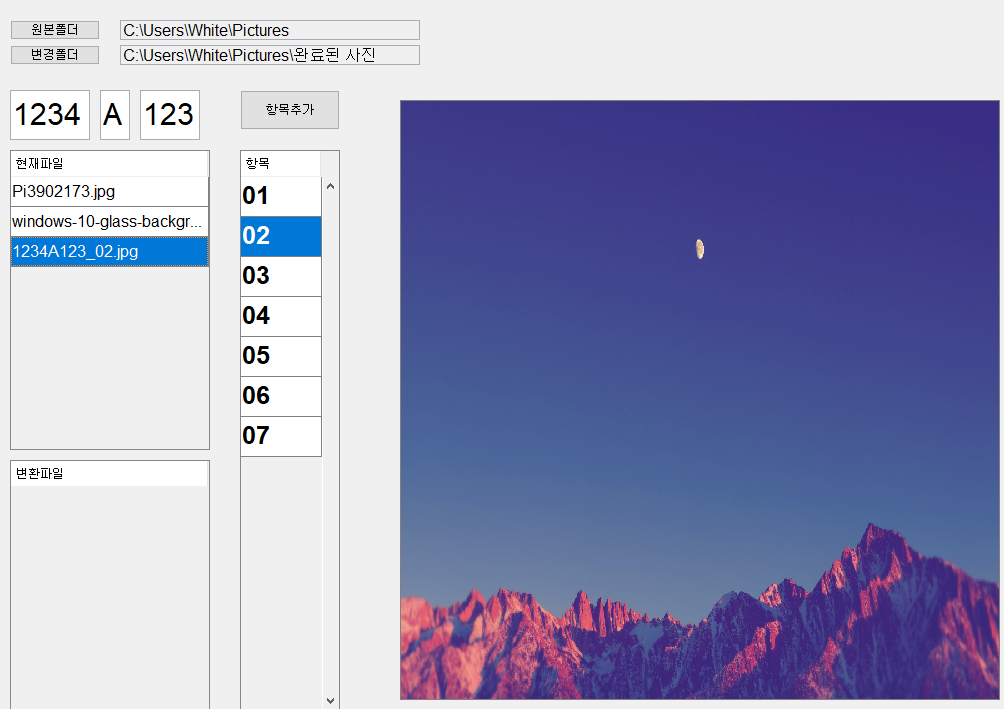 원본폴더 C:\Users\White\Pictures
변경폴더 C:\Users\White\Pictures\완료된 사진
1234 A 123 항목추가
현재파일
Pi3902173.jpg
windows-10-glass-backgr...
1234A123_02.jpg
변환파일
항목
01
02
03
04
05
06
07